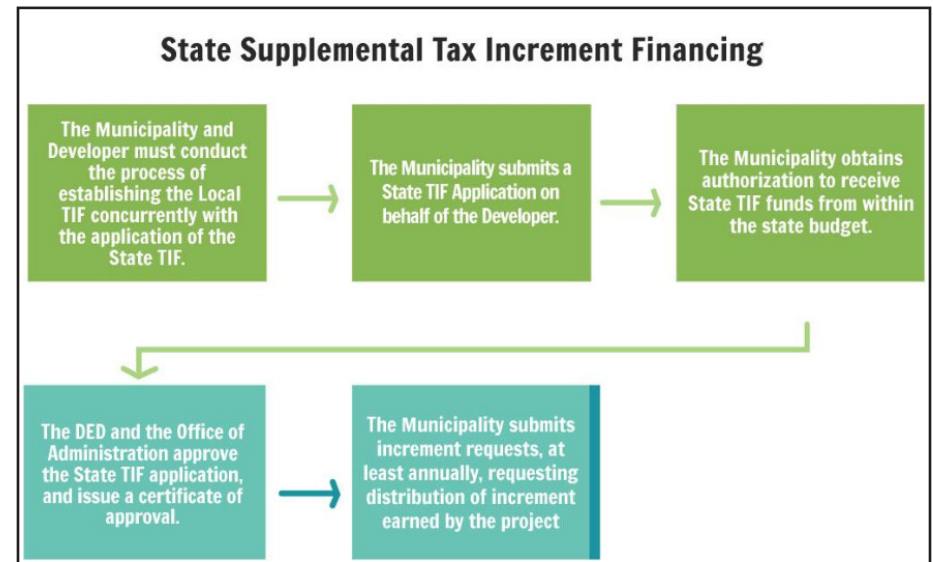 State Supplemental Tax Increment Financing
The Municipality and
Developer must conduct
the process of
establishing the Local
TIF concurrently with
the application of the
State TIF.
The Municipality submits a
State TIF Application on
behalf of the Developer.
The Municipality obtains
authorization to receive
State TIF funds from within
the state budget.
The DED and the Office of
Administration approve
the State TIF application,
and issue a certificate of
approval.
The Municipality submits
increment requests, at
least annually, requesting
distribution of increment
earned by the project